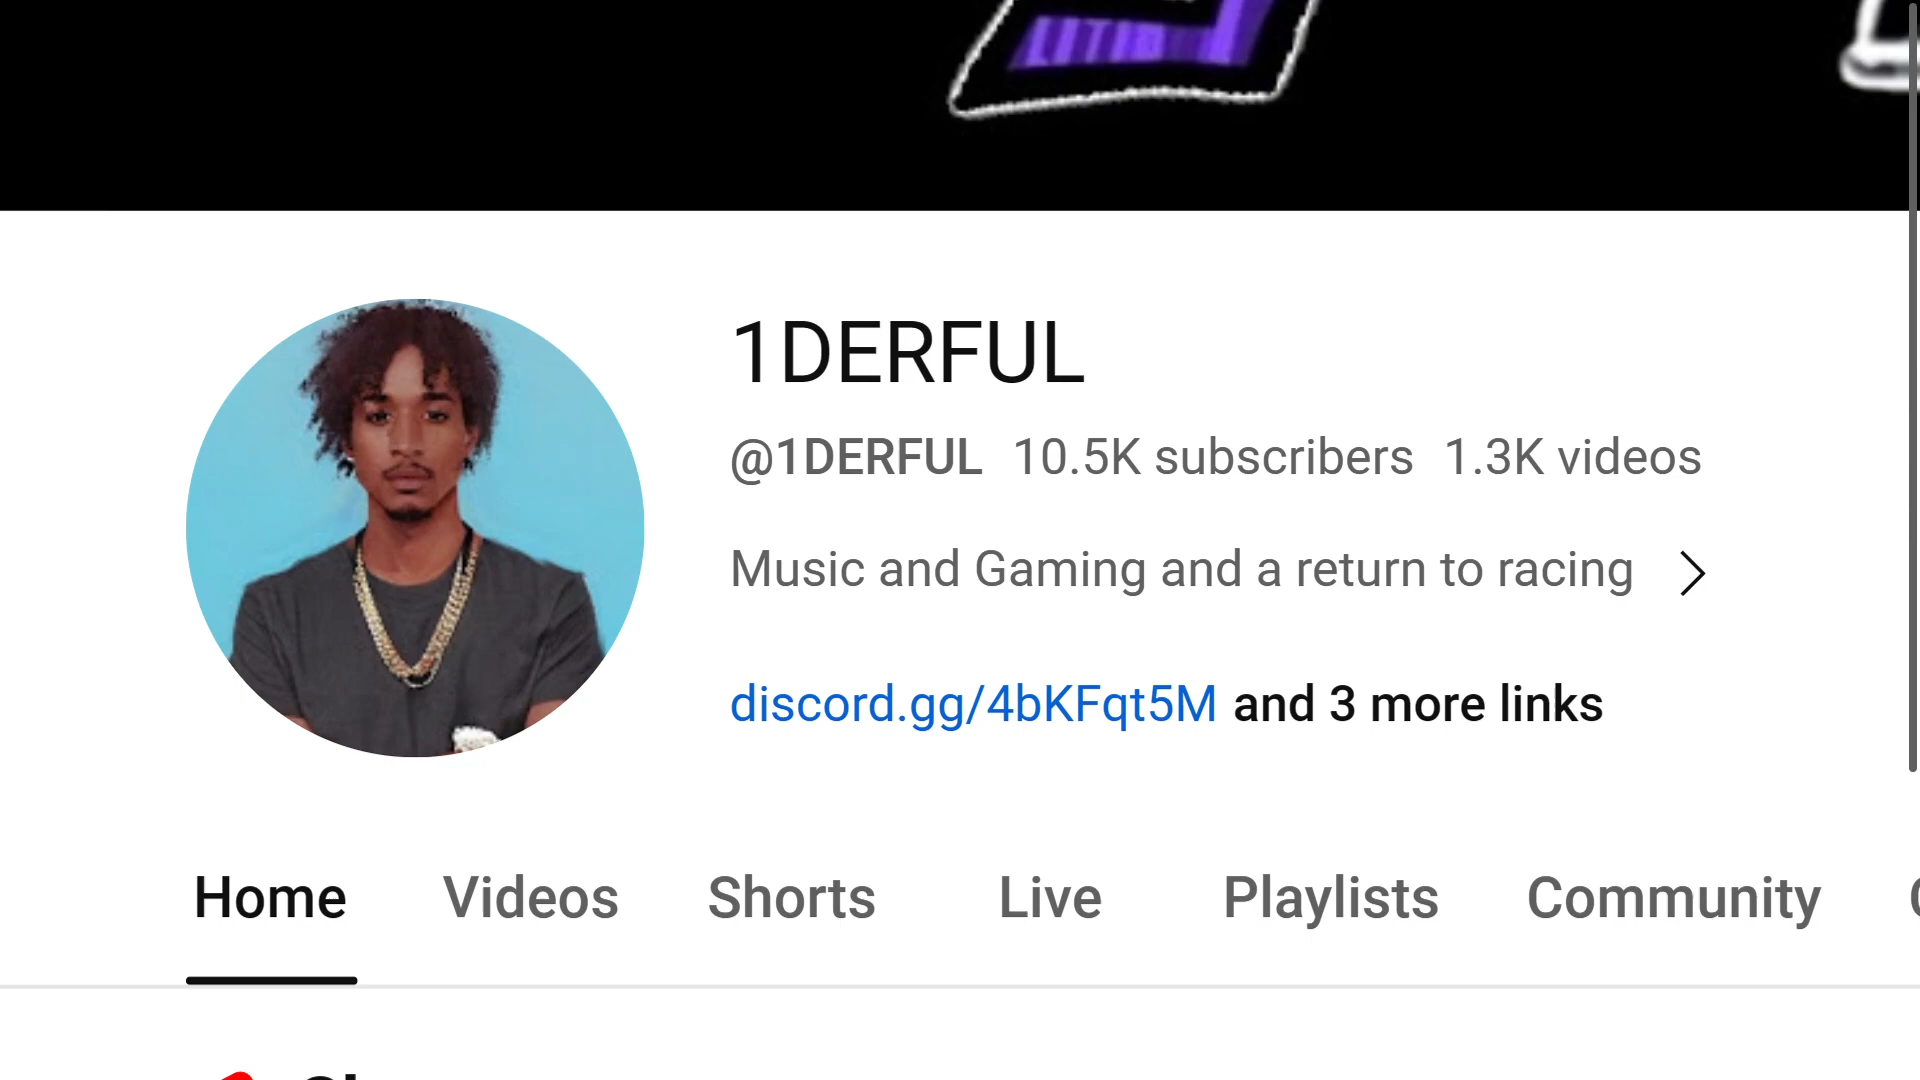 1DERFUL
@1DERFUL 10.5K subscribers 1.3K videos
Music and Gaming and a return to racing
discord.gg/4bKFqt5M and 3 more links
Home Videos Shorts Live Playlists Community